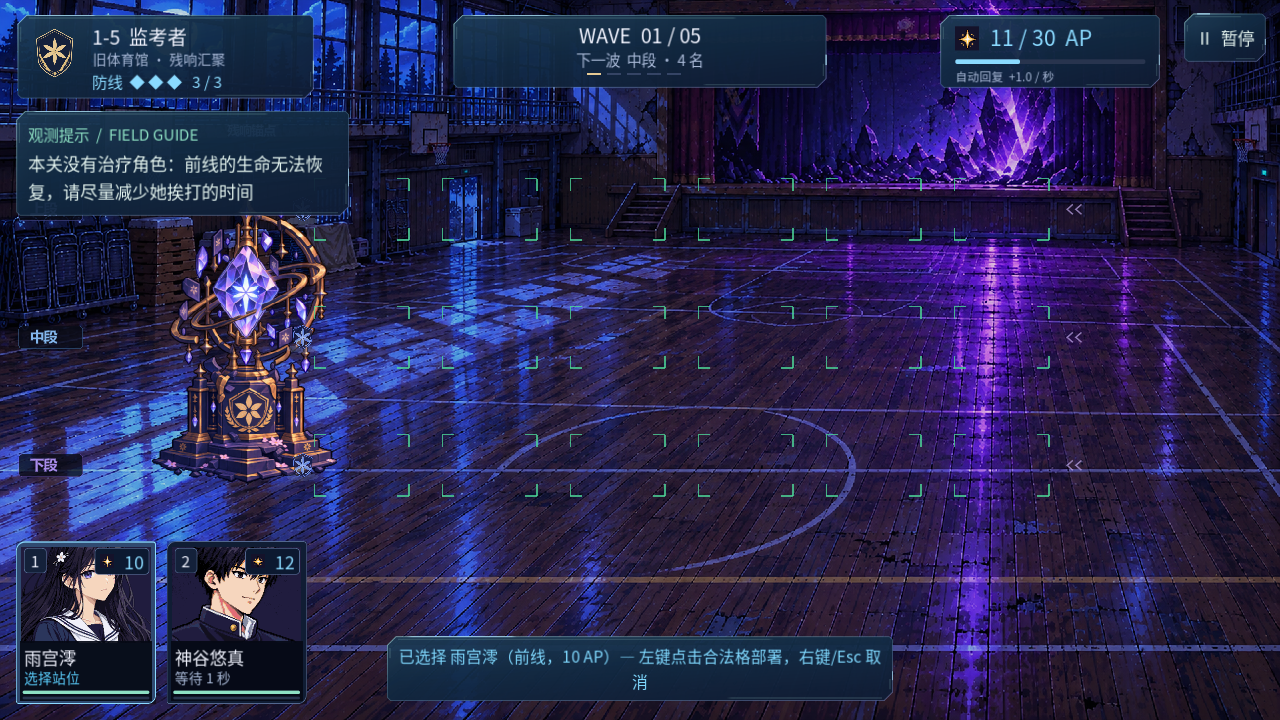 1-5 监考者
旧体育馆 · 残响汇聚
防线 3 / 3
WAVE 01 / 05
下一波 中段 · 4 名
11 / 30 AP
自动回复 +1.0 / 秒
暂停
观测提示 / FIELD GUIDE
本关没有治疗角色：前线的生命无法恢
复，请尽量减少她挨打的时间
中段
下段
1
10
雨宫澪
选择站位
2
12
神谷悠真
等待 1 秒
已选择 雨宫澪（前线，10 AP）— 左键点击合法格部署，右键/Esc 取
消